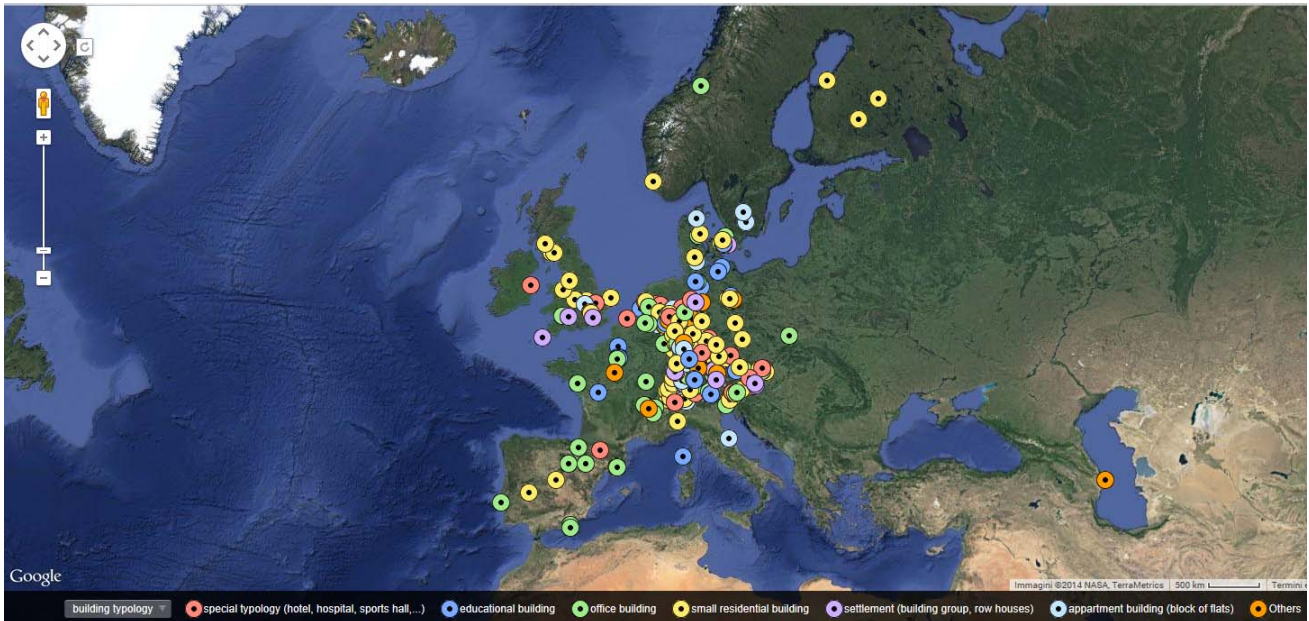 Google
Immagini ©2014 NASA, TerraMetrics 500 km Termini
building typology special typology (hotel, hospital, sports hall,...) educational building office building small residential building settlement (building group, row houses) appartment building (block of flats) Others